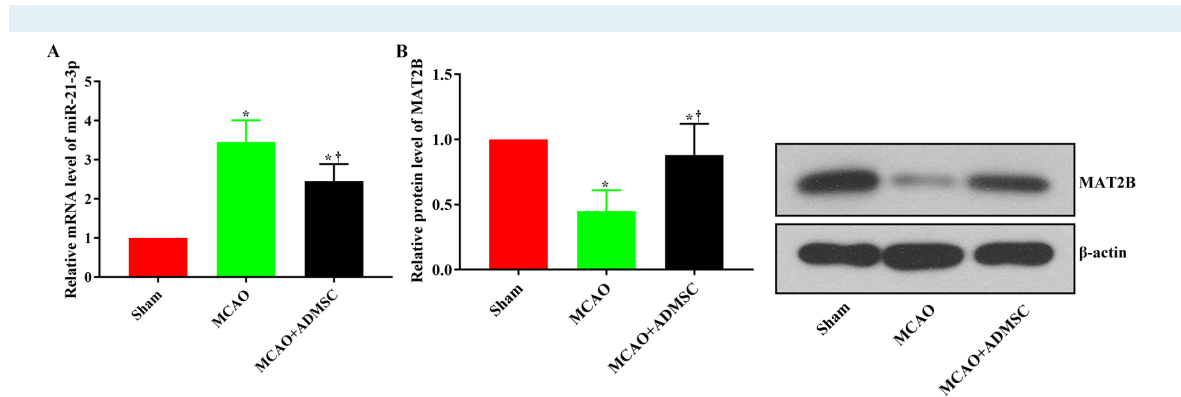 A
Relative mRNA level of miR-21-3p
5
4
3
2
1
0
*
*†
Sham
MCAO
MCAO+ADMSC
B
Relative protein level of MAT2B
1.5
1.0
0.5
0.0
*
*†
Sham
MCAO
MCAO+ADMSC
MAT2B
β-actin
Sham
MCAO
MCAO+ADMSC